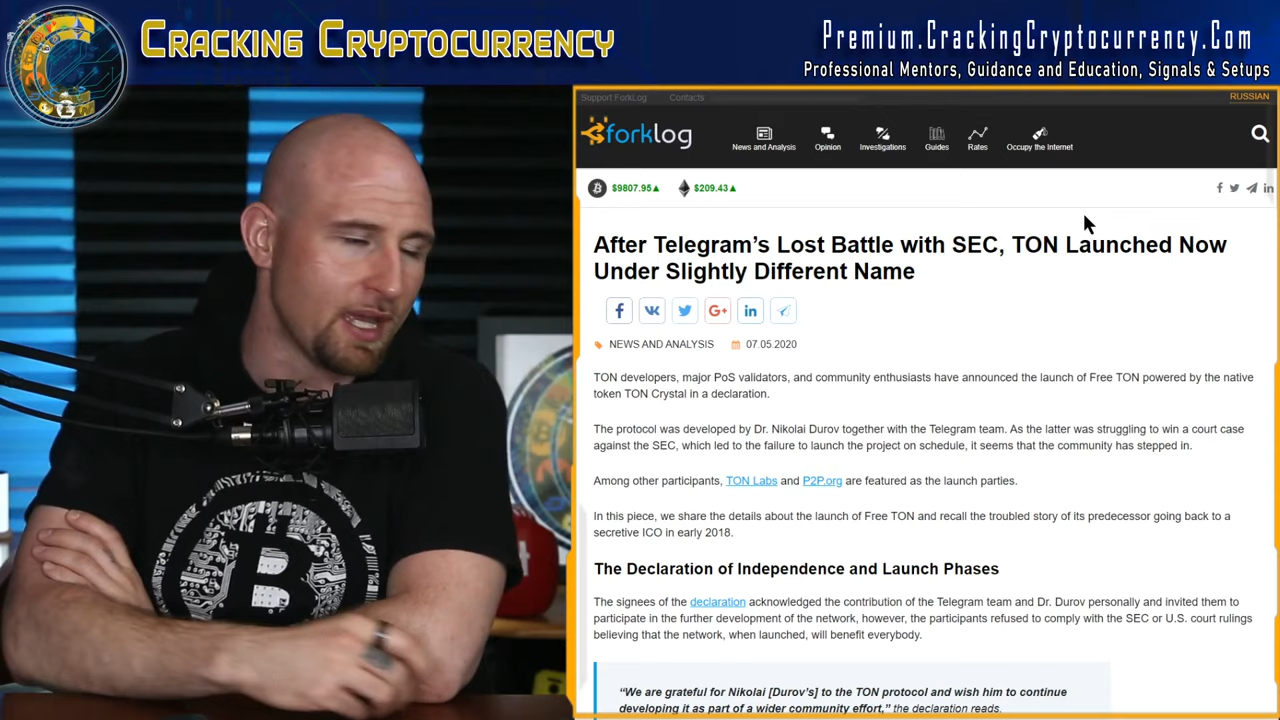 CRACKING CRYPTOCURRENCY
Premium.CrackingCryptocurrency.Com
Professional Mentors, Guidance and Education, Signals & Setups
Support ForkLog Contacts RUSSIAN
forklog
News and Analysis Opinion Investigations Guides Rates Occupy the Internet
$9807.95▲ $209.43▲
After Telegram’s Lost Battle with SEC, TON Launched Now
Under Slightly Different Name
NEWS AND ANALYSIS 07.05.2020
TON developers, major PoS validators, and community enthusiasts have announced the launch of Free TON powered by the native
token TON Crystal in a declaration.
The protocol was developed by Dr. Nikolai Durov together with the Telegram team. As the latter was struggling to win a court case
against the SEC, which led to the failure to launch the project on schedule, it seems that the community has stepped in.
Among other participants, TON Labs and P2P.org are featured as the launch parties.
In this piece, we share the details about the launch of Free TON and recall the troubled story of its predecessor going back to a
secretive ICO in early 2018.
The Declaration of Independence and Launch Phases
The signees of the declaration acknowledged the contribution of the Telegram team and Dr. Durov personally and invited them to
participate in the further development of the network, however, the participants refused to comply with the SEC or U.S. court rulings
believing that the network, when launched, will benefit everybody.
“We are grateful for Nikolai [Durov’s] to the TON protocol and wish him to continue
developing it as part of a wider community effort,” the declaration reads.